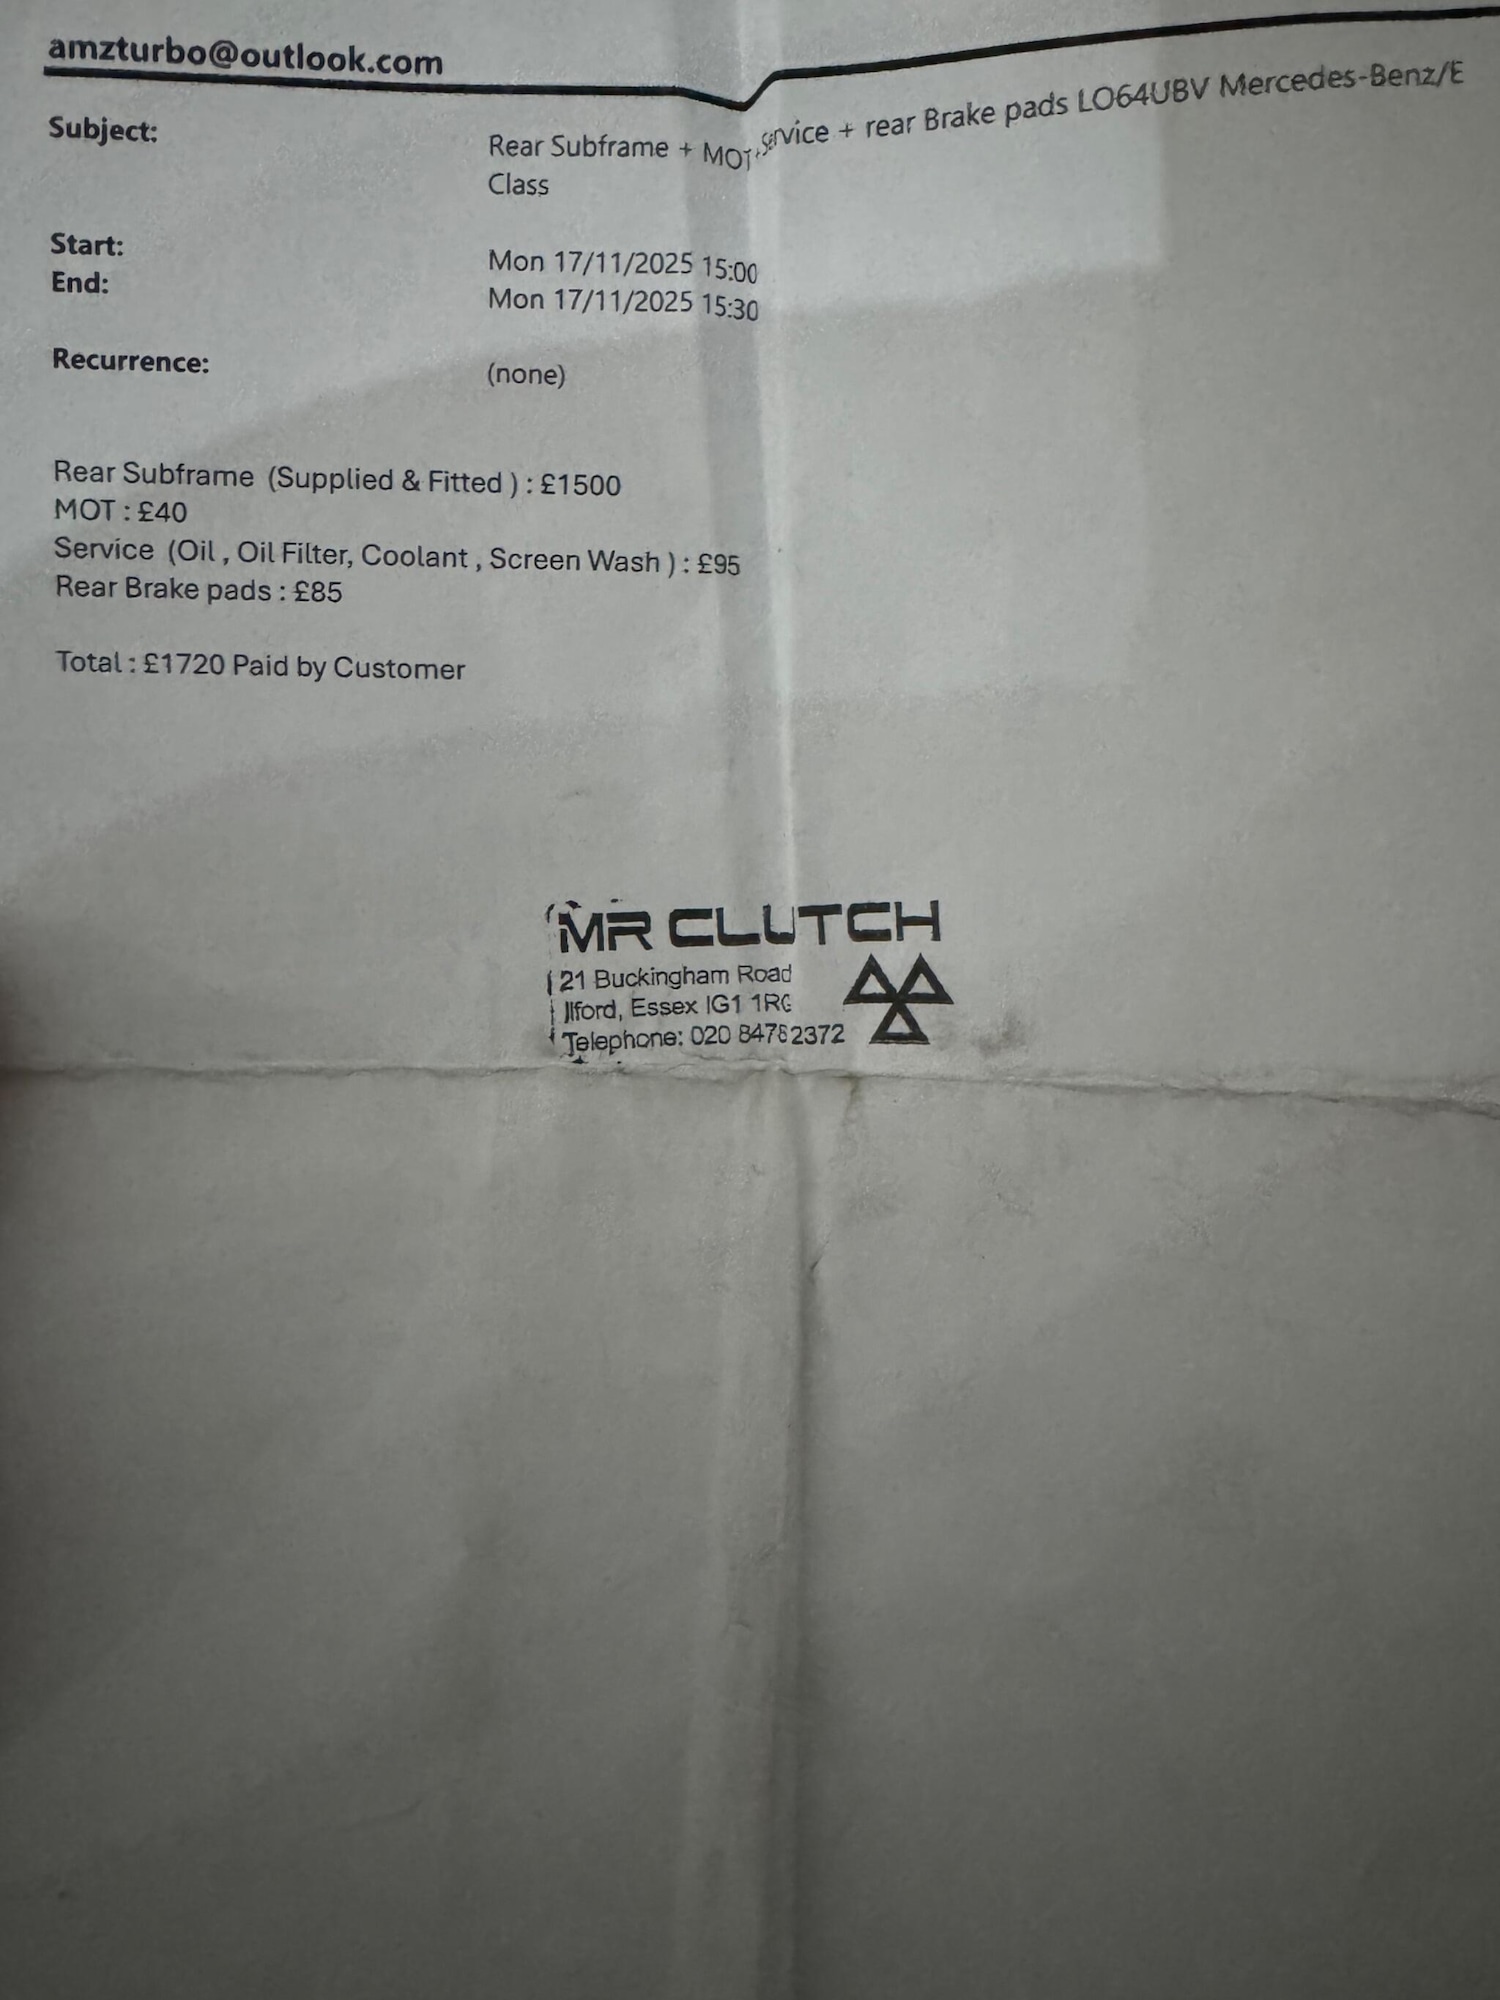 amzturbo@outlook.com
Subject: Rear Subframe + MOT+Service + rear Brake pads LO64UBV Mercedes-Benz/E
Class
Start: Mon 17/11/2025 15:00
End: Mon 17/11/2025 15:30
Recurrence: (none)
Rear Subframe (Supplied & Fitted ) : £1500
MOT : £40
Service (Oil , Oil Filter, Coolant , Screen Wash ) : £95
Rear Brake pads : £85
Total : £1720 Paid by Customer
MR CLUTCH
21 Buckingham Road
Ilford, Essex IG1
Telephone: 020